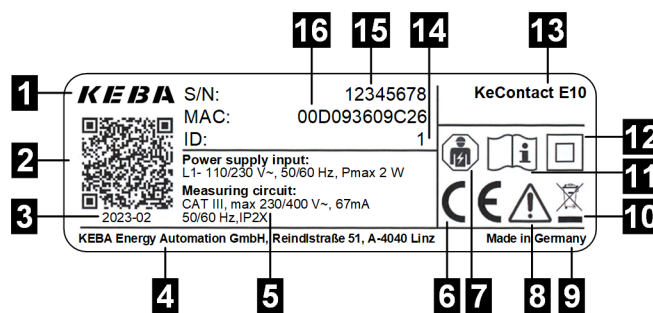 16 15 14 13
1 KEBA S/N: 12345678 KeContact E10
MAC: 00D093609C26
ID: 1
12
2
Power supply input:
L1- 110/230 V~, 50/60 Hz, Pmax 2 W
11
Measuring circuit:
CAT III, max 230/400 V~, 67mA
50/60 Hz,IP2X
3 2023-02 CE 10
KEBA Energy Automation GmbH, Reindlstraße 51, A-4040 Linz Made in Germany
4 5 6 7 8 9